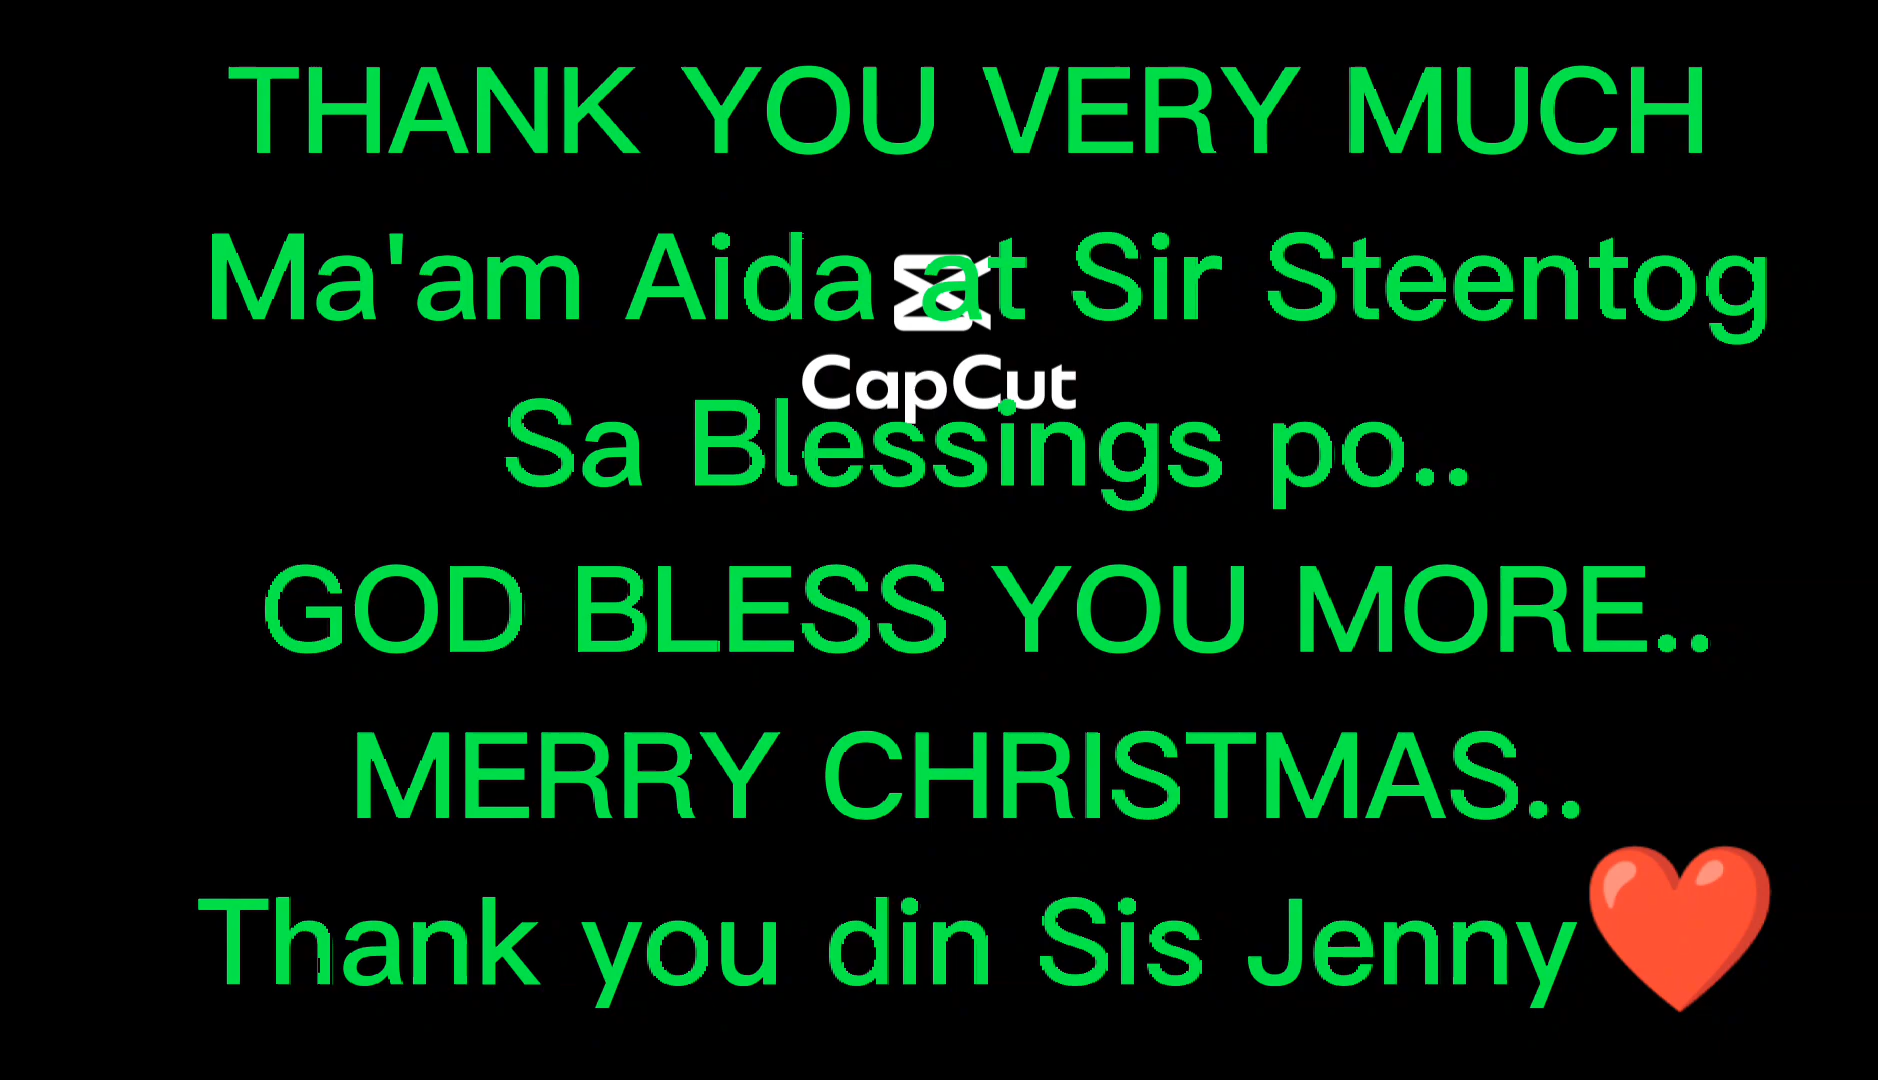 THANK YOU VERY MUCH
Ma'am Aida at Sir Steentog
CapCut
Sa Blessings po..
GOD BLESS YOU MORE..
MERRY CHRISTMAS..
Thank you din Sis Jenny❤️